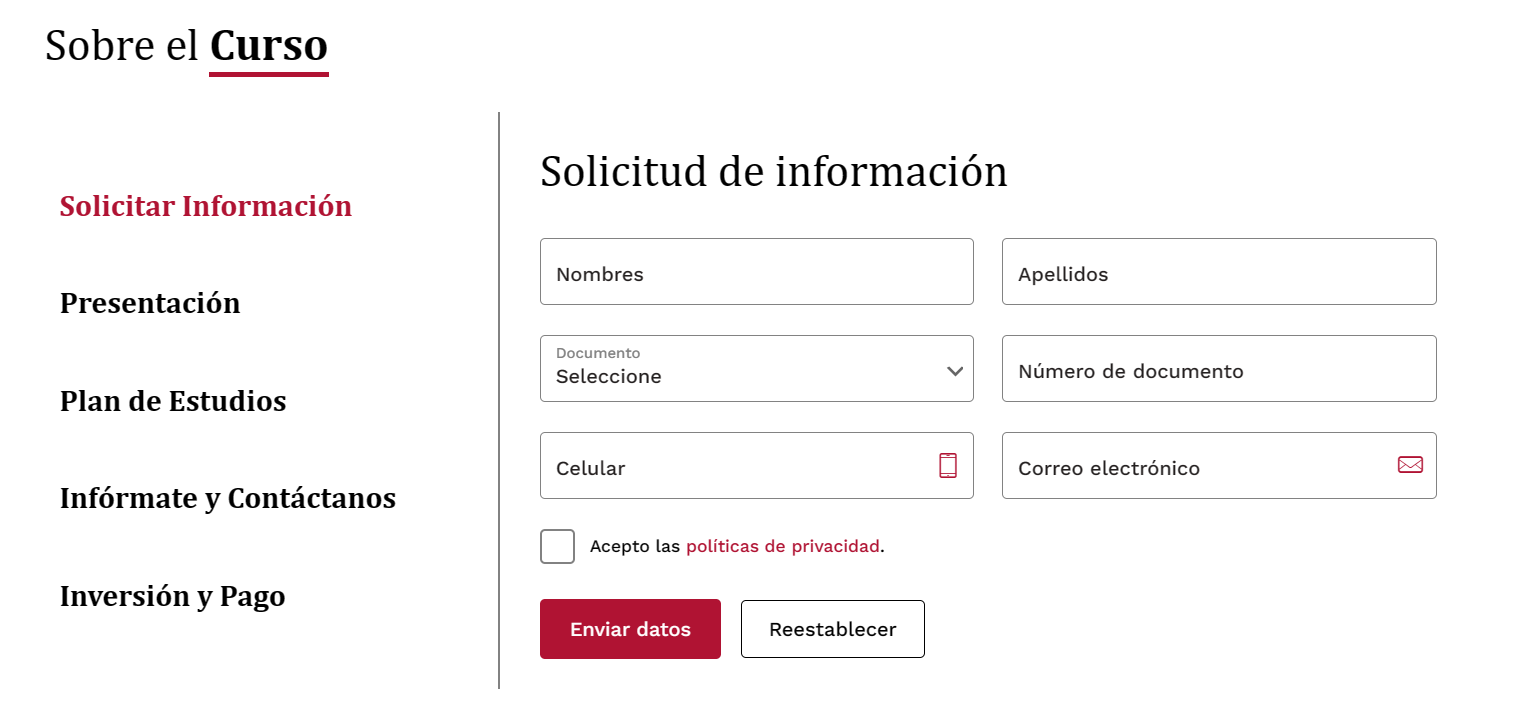 Sobre el Curso
Solicitar Información
Presentación
Plan de Estudios
Infórmate y Contáctanos
Inversión y Pago
Solicitud de información
Nombres
Apellidos
Documento
Seleccione
Número de documento
Celular
Correo electrónico
Acepto las políticas de privacidad.
Enviar datos
Reestablecer